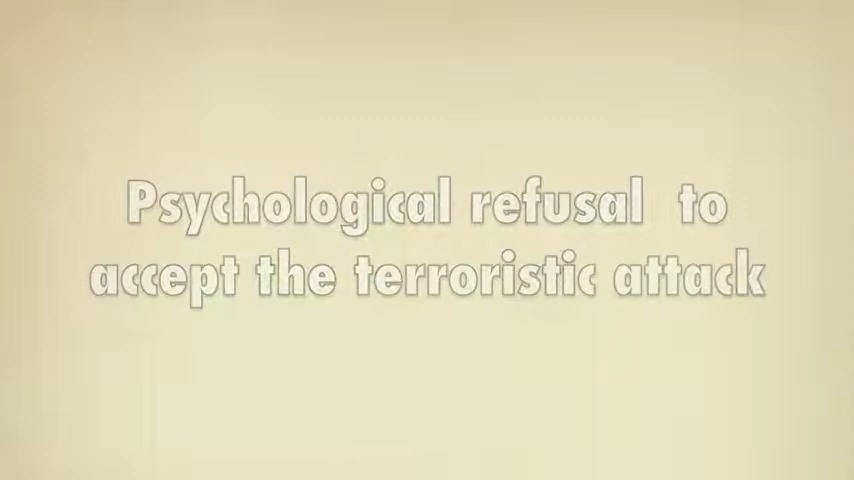 Psychological refusal to
accept the terroristic attack